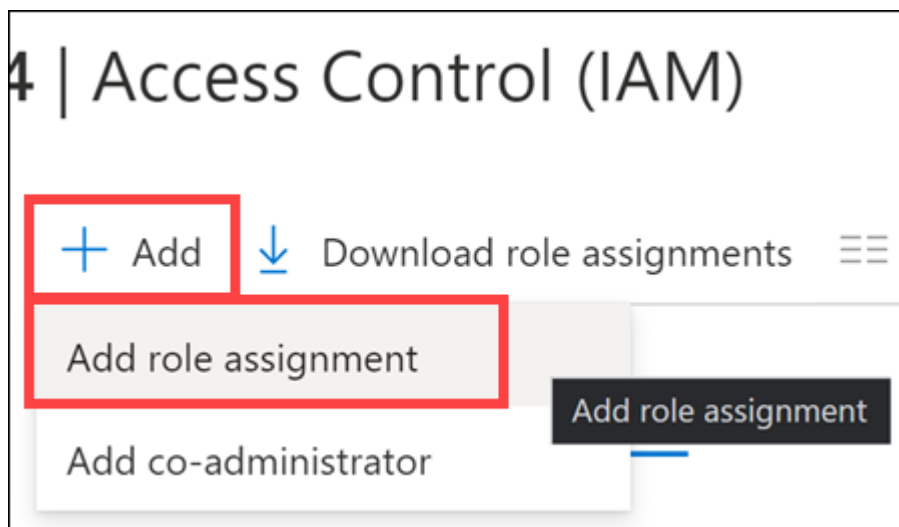 4 | Access Control (IAM)
Add
Download role assignments
Add role assignment
Add role assignment
Add co-administrator